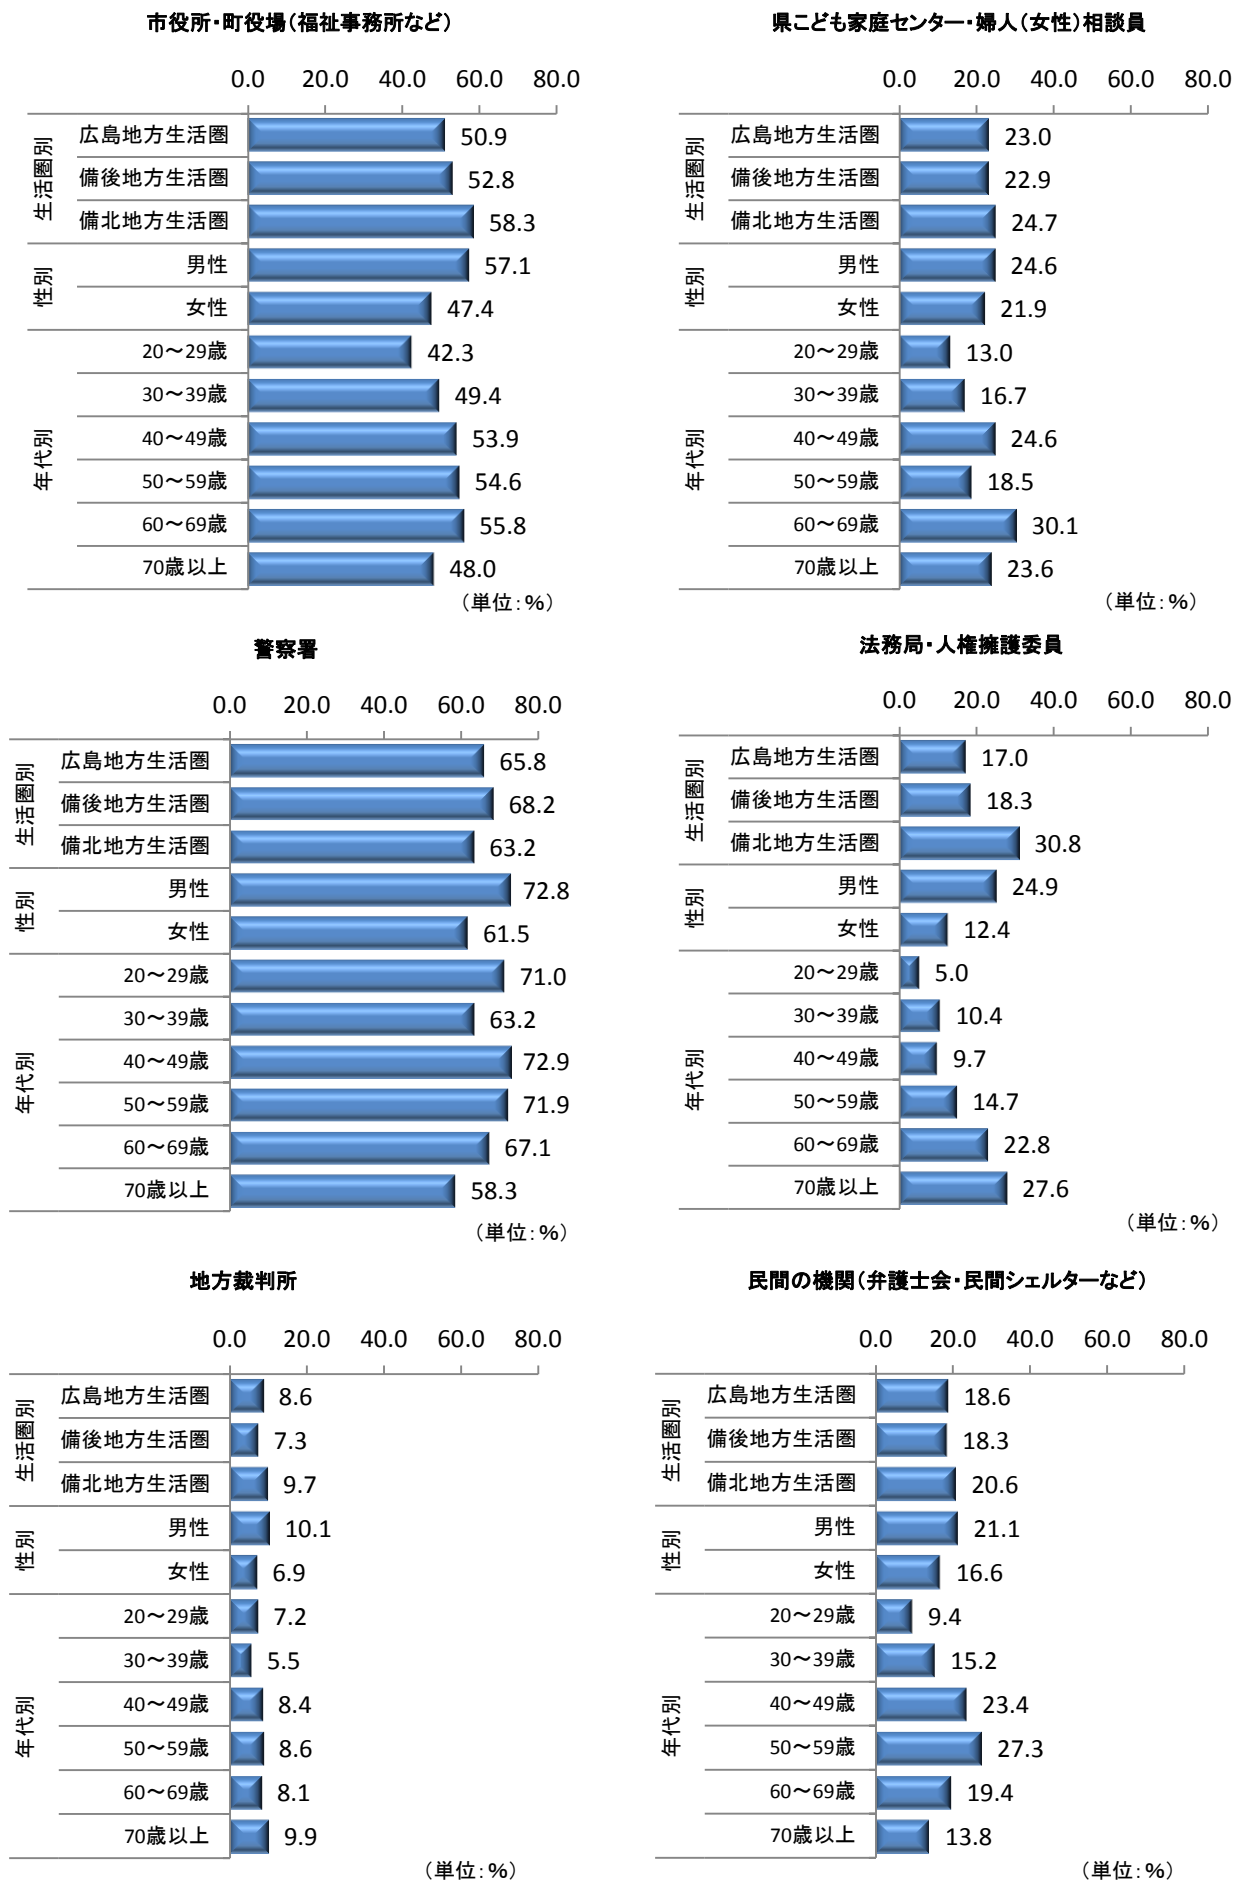 市役所・町役場(福祉事務所など)
0.0 20.0 40.0 60.0 80.0
生活圏別
広島地方生活圏 50.9
備後地方生活圏 52.8
備北地方生活圏 58.3
性別
男性 57.1
女性 47.4
年代別
20～29歳 42.3
30～39歳 49.4
40～49歳 53.9
50～59歳 54.6
60～69歳 55.8
70歳以上 48.0
(単位:%)
県こども家庭センター・婦人(女性)相談員
0.0 20.0 40.0 60.0 80.0
生活圏別
広島地方生活圏 23.0
備後地方生活圏 22.9
備北地方生活圏 24.7
性別
男性 24.6
女性 21.9
年代別
20～29歳 13.0
30～39歳 16.7
40～49歳 24.6
50～59歳 18.5
60～69歳 30.1
70歳以上 23.6
(単位:%)
警察署
0.0 20.0 40.0 60.0 80.0
生活圏別
広島地方生活圏 65.8
備後地方生活圏 68.2
備北地方生活圏 63.2
性別
男性 72.8
女性 61.5
年代別
20～29歳 71.0
30～39歳 63.2
40～49歳 72.9
50～59歳 71.9
60～69歳 67.1
70歳以上 58.3
(単位:%)
法務局・人権擁護委員
0.0 20.0 40.0 60.0 80.0
生活圏別
広島地方生活圏 17.0
備後地方生活圏 18.3
備北地方生活圏 30.8
性別
男性 24.9
女性 12.4
年代別
20～29歳 5.0
30～39歳 10.4
40～49歳 9.7
50～59歳 14.7
60～69歳 22.8
70歳以上 27.6
(単位:%)
地方裁判所
0.0 20.0 40.0 60.0 80.0
生活圏別
広島地方生活圏 8.6
備後地方生活圏 7.3
備北地方生活圏 9.7
性別
男性 10.1
女性 6.9
年代別
20～29歳 7.2
30～39歳 5.5
40～49歳 8.4
50～59歳 8.6
60～69歳 8.1
70歳以上 9.9
(単位:%)
民間の機関(弁護士会・民間シェルターなど)
0.0 20.0 40.0 60.0 80.0
生活圏別
広島地方生活圏 18.6
備後地方生活圏 18.3
備北地方生活圏 20.6
性別
男性 21.1
女性 16.6
年代別
20～29歳 9.4
30～39歳 15.2
40～49歳 23.4
50～59歳 27.3
60～69歳 19.4
70歳以上 13.8
(単位:%)